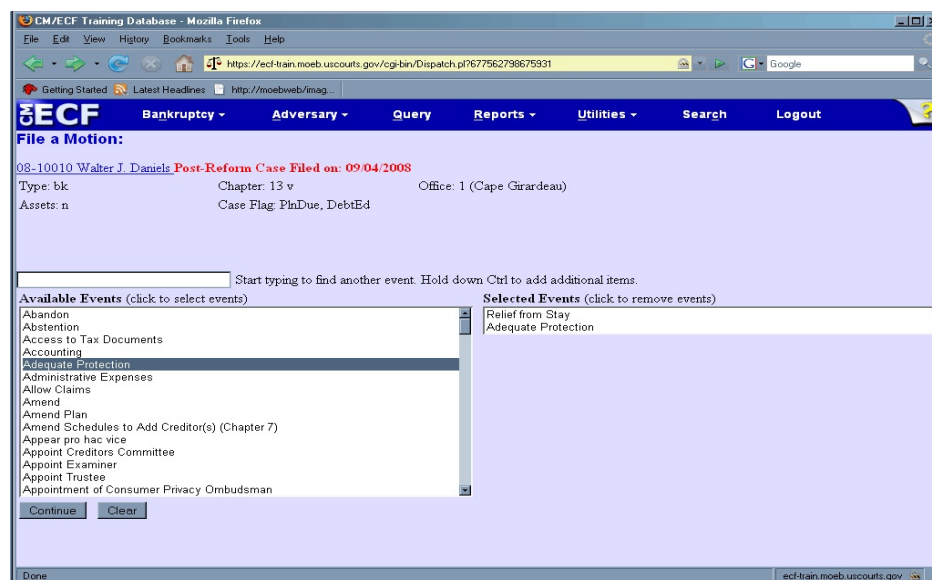 CM/ECF Training Database - Mozilla Firefox
File Edit View History Bookmarks Tools Help
https://ecf-train.moeb.uscourts.gov/cgi-bin/Dispatch.pl?677562798675931 G Google
Getting Started Latest Headlines http://moebweb/imag...
CM ECF Bankruptcy Adversary Query Reports Utilities Search Logout ?
File a Motion:
08-10010 Walter J. Daniels Post-Reform Case Filed on: 09/04/2008
Type: bk Chapter: 13 v Office: 1 (Cape Girardeau)
Assets: n Case Flag: PlnDue, DebtEd
Start typing to find another event. Hold down Ctrl to add additional items.
Available Events (click to select events) Selected Events (click to remove events)
Abandon Relief from Stay
Abstention Adequate Protection
Access to Tax Documents
Accounting
Adequate Protection
Administrative Expenses
Allow Claims
Amend
Amend Plan
Amend Schedules to Add Creditor(s) (Chapter 7)
Appear pro hac vice
Appoint Creditors Committee
Appoint Examiner
Appoint Trustee
Appointment of Consumer Privacy Ombudsman
Continue Clear
Done ecf-train.moeb.uscourts.gov